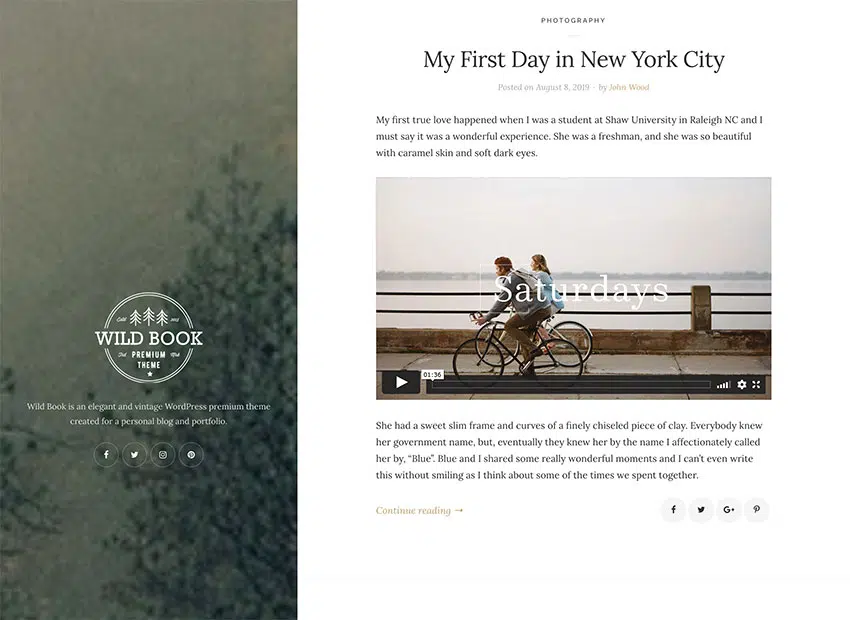 WILD BOOK
PREMIUM
THEME
Wild Book is an elegant and vintage WordPress premium theme
created for a personal blog and portfolio.
PHOTOGRAPHY
My First Day in New York City
Posted on August 8, 2019 · by John Wood
My first true love happened when I was a student at Shaw University in Raleigh NC and I
must say it was a wonderful experience. She was a freshman, and she was so beautiful
with caramel skin and soft dark eyes.
Saturdays
01:36
She had a sweet slim frame and curves of a finely chiseled piece of clay. Everybody knew
her government name, but, eventually they knew her by the name I affectionately called
her by, “Blue”. Blue and I shared some really wonderful moments and I can’t even write
this without smiling as I think about some of the times we spent together.
Continue reading →